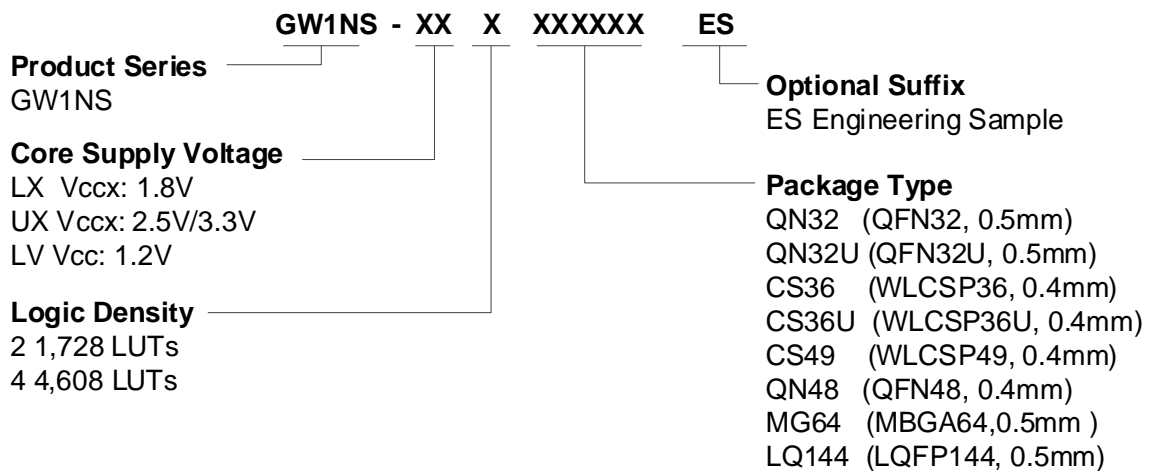 GW1NS - XX X XXXXXX ES
Product Series
GW1NS
Core Supply Voltage
LX Vccx: 1.8V
UX Vccx: 2.5V/3.3V
LV Vcc: 1.2V
Logic Density
2 1,728 LUTs
4 4,608 LUTs
Optional Suffix
ES Engineering Sample
Package Type
QN32 (QFN32, 0.5mm)
QN32U (QFN32U, 0.5mm)
CS36 (WLCSP36, 0.4mm)
CS36U (WLCSP36U, 0.4mm)
CS49 (WLCSP49, 0.4mm)
QN48 (QFN48, 0.4mm)
MG64 (MBGA64,0.5mm )
LQ144 (LQFP144, 0.5mm)